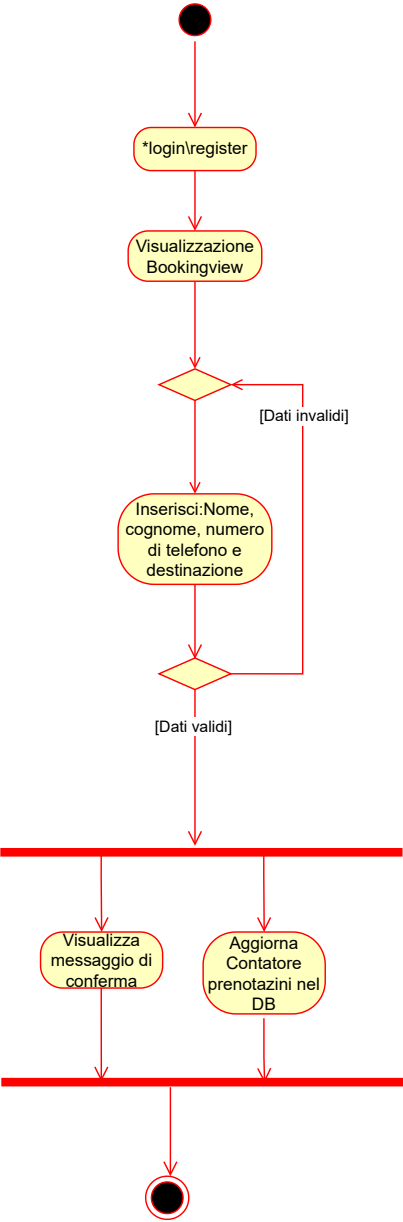 *login\register
Visualizzazione
Bookingview
[Dati invalidi]
Inserisci:Nome,
cognome, numero
di telefono e
destinazione
[Dati validi]
Visualizza
messaggio di
conferma
Aggiorna
Contatore
prenotazini nel
DB